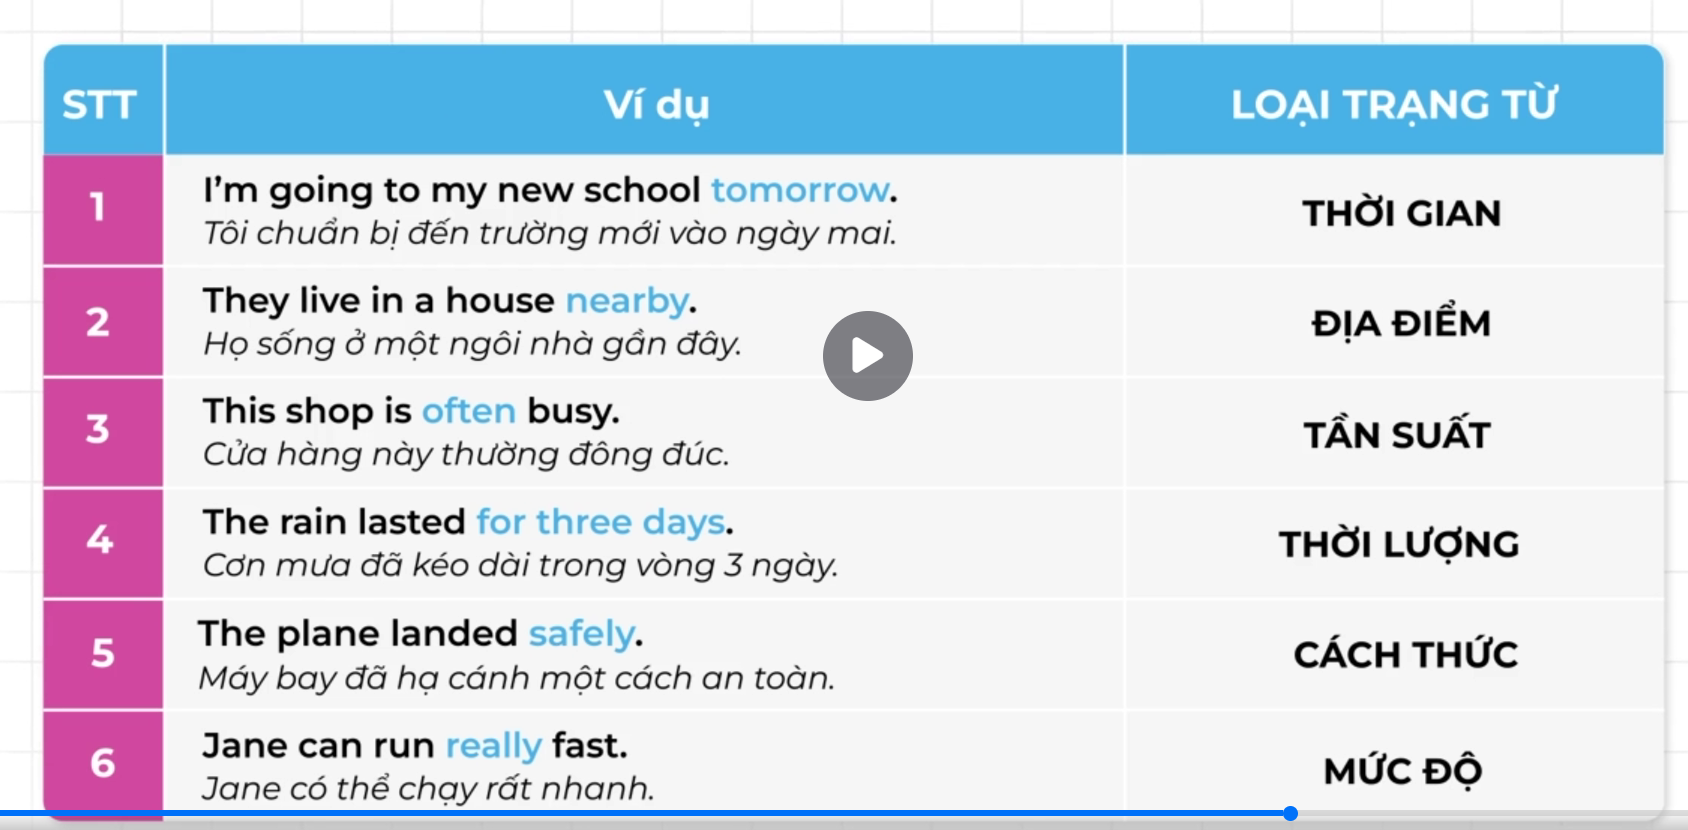 STT
Ví dụ
LOẠI TRẠNG TỪ
1
I'm going to my new school tomorrow.
Tôi chuẩn bị đến trường mới vào ngày mai.
THỜI GIAN
2
They live in a house nearby.
Họ sống ở một ngôi nhà gần đây.
ĐỊA ĐIỂM
3
This shop is often busy.
Cửa hàng này thường đông đúc.
TẦN SUẤT
4
The rain lasted for three days.
Cơn mưa đã kéo dài trong vòng 3 ngày.
THỜI LƯỢNG
5
The plane landed safely.
Máy bay đã hạ cánh một cách an toàn.
CÁCH THỨC
6
Jane can run really fast.
Jane có thể chạy rất nhanh.
MỨC ĐỘ